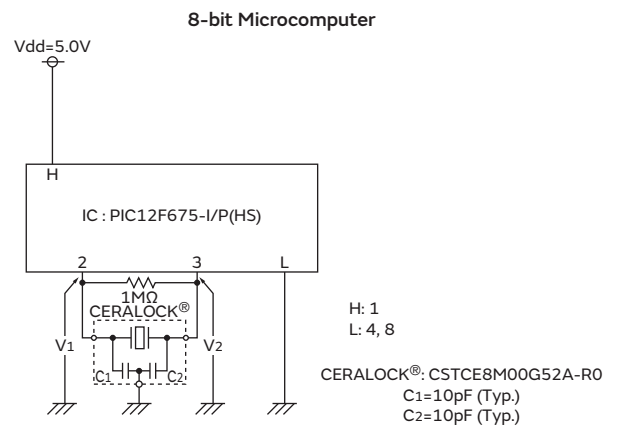 8-bit Microcomputer
Vdd=5.0V
H
IC : PIC12F675-I/P(HS)
2
3
L
1MΩ
CERALOCK®
V1
V2
C1
C2
H: 1
L: 4, 8
CERALOCK®: CSTCE8M00G52A-R0
C1=10pF (Typ.)
C2=10pF (Typ.)